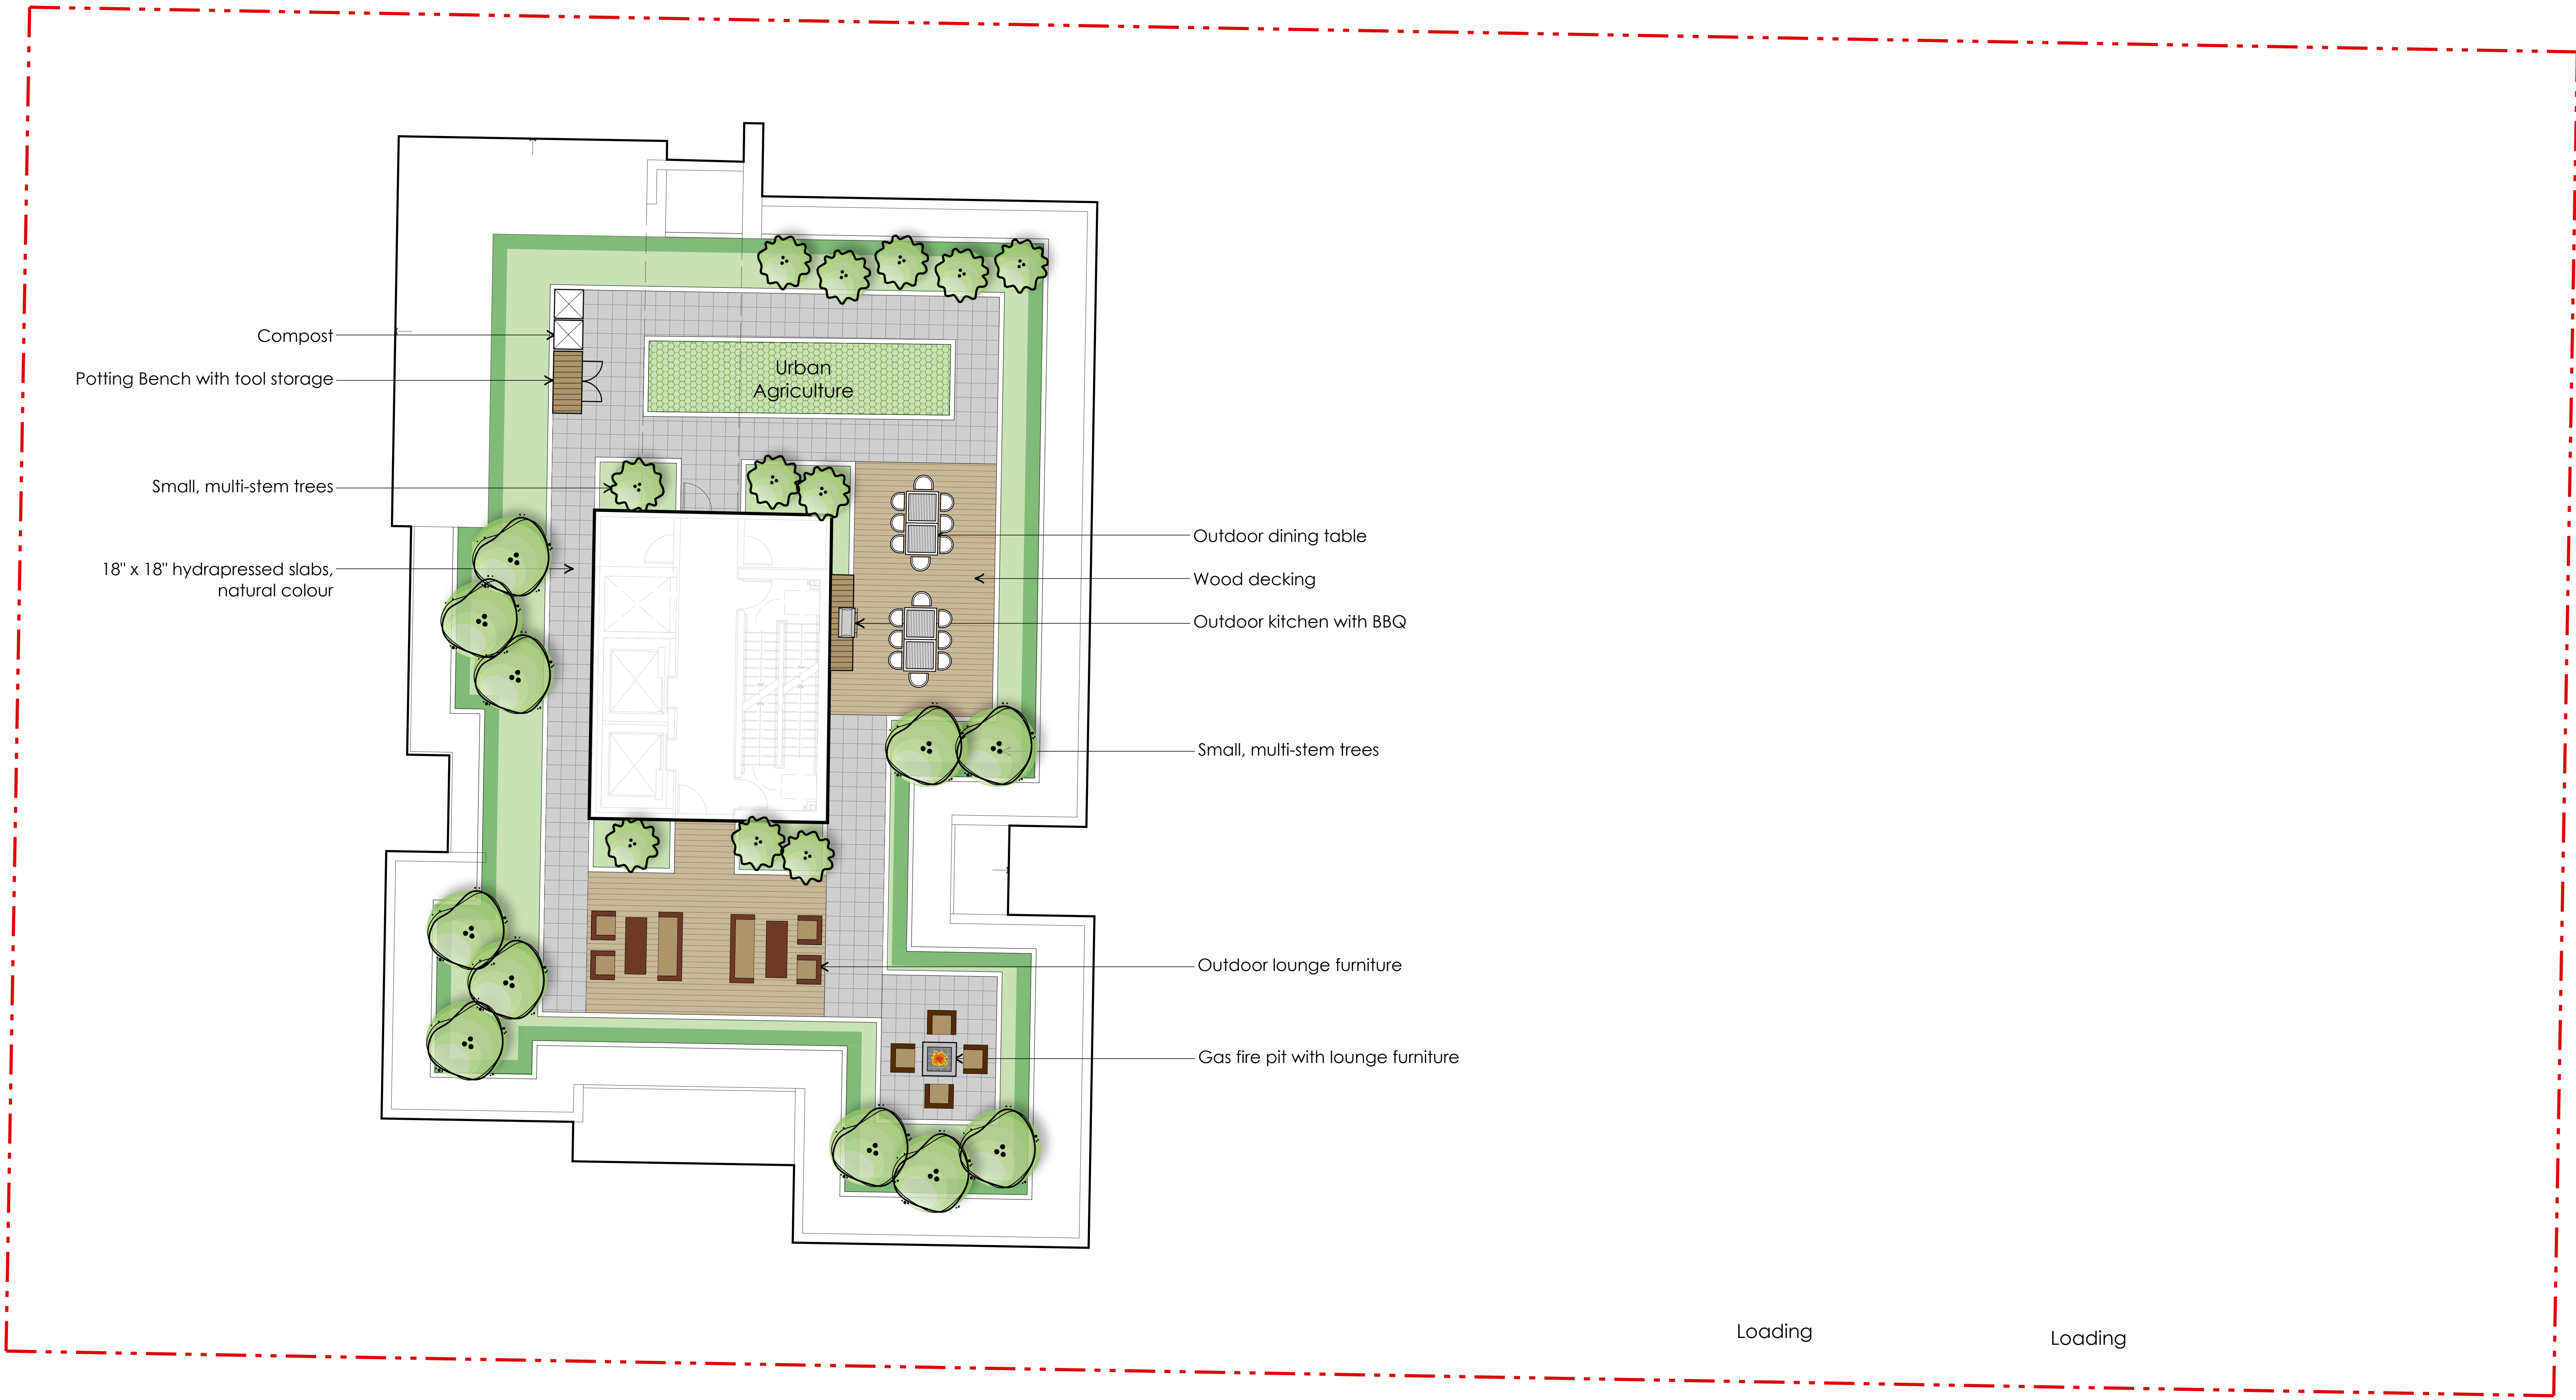 Compost
Potting Bench with tool storage
Urban
Agriculture
Small, multi-stem trees
18" x 18" hydrapressed slabs,
natural colour
Outdoor dining table
Wood decking
Outdoor kitchen with BBQ
Small, multi-stem trees
Outdoor lounge furniture
Gas fire pit with lounge furniture
Loading
Loading